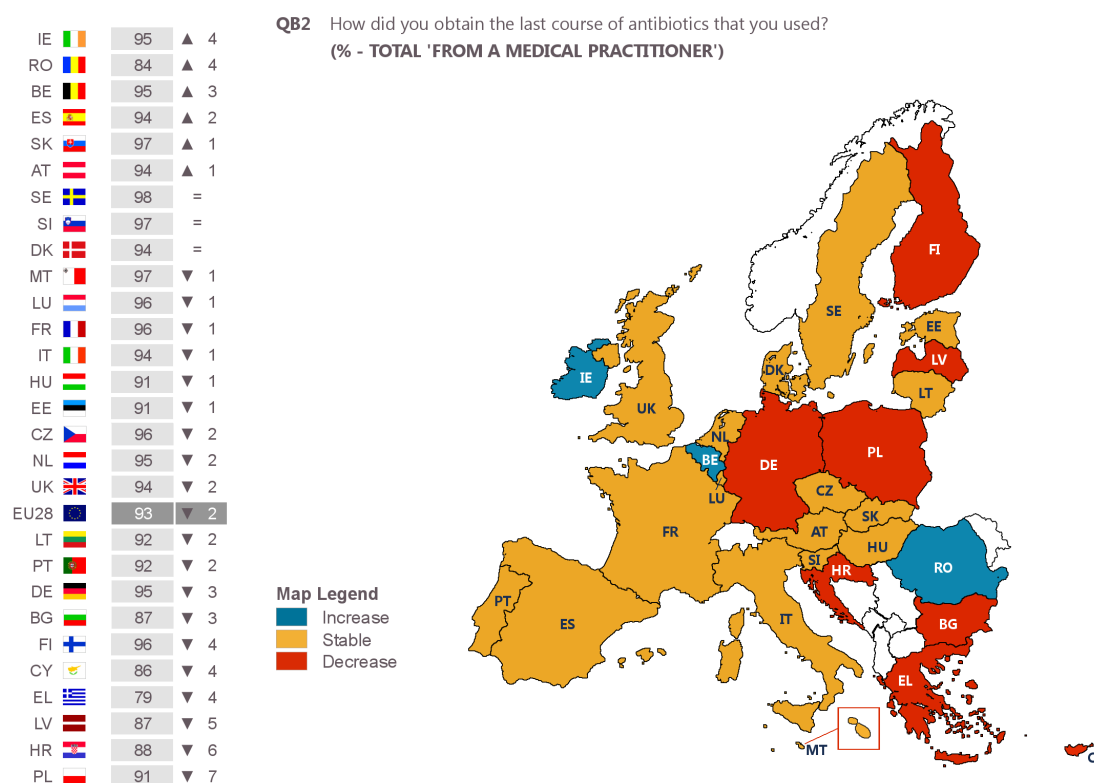 QB2 How did you obtain the last course of antibiotics that you used?
(% - TOTAL 'FROM A MEDICAL PRACTITIONER')
IE 95 ▲ 4
RO 84 ▲ 4
BE 95 ▲ 3
ES 94 ▲ 2
SK 97 ▲ 1
AT 94 ▲ 1
SE 98 =
SI 97 =
DK 94 =
MT 97 ▼ 1
LU 96 ▼ 1
FR 96 ▼ 1
IT 94 ▼ 1
HU 91 ▼ 1
EE 91 ▼ 1
CZ 96 ▼ 2
NL 95 ▼ 2
UK 94 ▼ 2
EU28 93 ▼ 2
LT 92 ▼ 2
PT 92 ▼ 2
DE 95 ▼ 3
BG 87 ▼ 3
FI 96 ▼ 4
CY 86 ▼ 4
EL 79 ▼ 4
LV 87 ▼ 5
HR 88 ▼ 6
PL 91 ▼ 7
Map Legend
Increase
Stable
Decrease
FI
SE
EE
LV
DK
IE
LT
UK
NL
BE
DE
PL
LU
CZ
SK
FR
AT
HU
SI
HR
RO
PT
ES
IT
BG
EL
MT